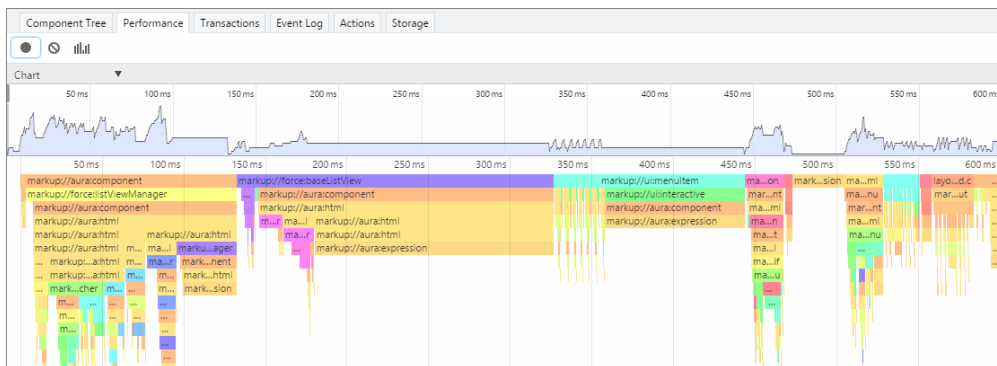 Component Tree Performance Transactions Event Log Actions Storage
Chart ▼
50 ms 100 ms 150 ms 200 ms 250 ms 300 ms 350 ms 400 ms 450 ms 500 ms 550 ms 600 ms
50 ms 100 ms 150 ms 200 ms 250 ms 300 ms 350 ms 400 ms 450 ms 500 ms 550 ms 600 ms
markup://aura:component markup://force:baseListView markup://ui:menuItem ma...on mark...sion ma...mi layo...d.c ...
markup://force:listViewManager ... markup://aura:component markup://ui:interactive mar...nt ma...nu mar...ut ...
markup://aura:component markup://aura:html markup://aura:component ma...mi mar...nt
markup://aura:html m...r ma...l markup://aura:html markup://aura:expression ma...n ma...mi
markup://aura:html ma...r markup://aura:html ma...t ma...nu
markup://aura:html m... ma...l marku...ager ... markup://aura:expression ma...l ...
... markup:...a:html m... ma...r mark...nent ma...lf
... markup:...a:html m... m... mark...html ma...u
... mark...cher m... ... mark...sion ...
m... ... ... ... ...
m... ... ...
m... ...
...
...